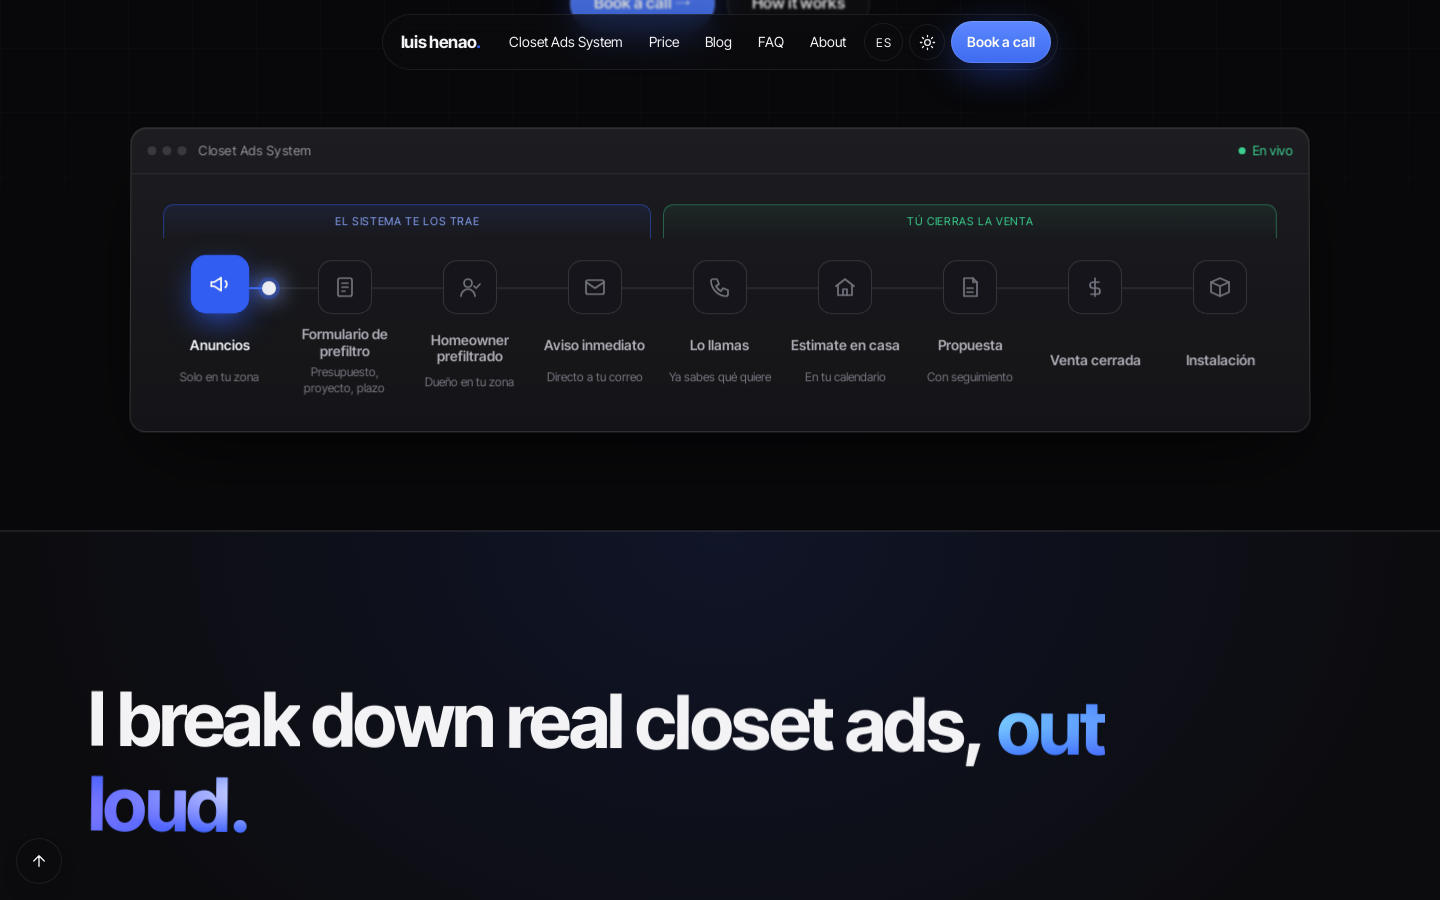 Book a call → How it works
luis henao. Closet Ads System Price Blog FAQ About ES Book a call
Closet Ads System
En vivo
EL SISTEMA TE LOS TRAE
TÚ CIERRAS LA VENTA
Anuncios
Solo en tu zona
Formulario de
prefiltro
Presupuesto,
proyecto, plazo
Homeowner
prefiltrado
Dueño en tu zona
Aviso inmediato
Directo a tu correo
Lo llamas
Ya sabes qué quiere
Estimate en casa
En tu calendario
Propuesta
Con seguimiento
Venta cerrada
Instalación
I break down real closet ads, out
loud.